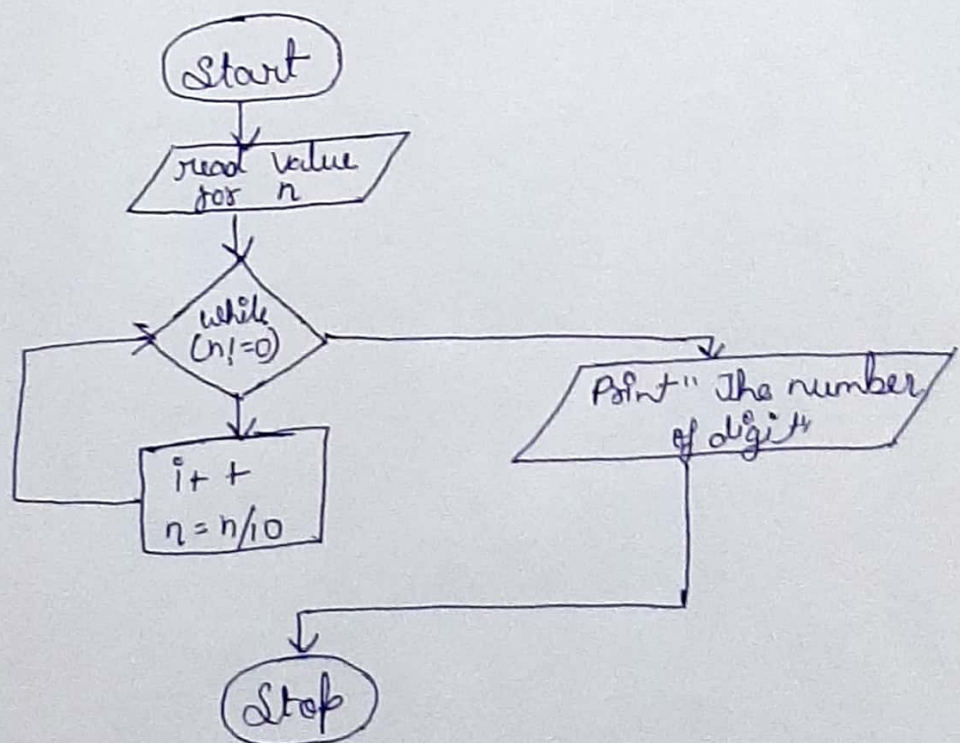 Start
read value
for n
while
(n!=0)
i++
n = n/10
Print" The number
of digit"
Stop